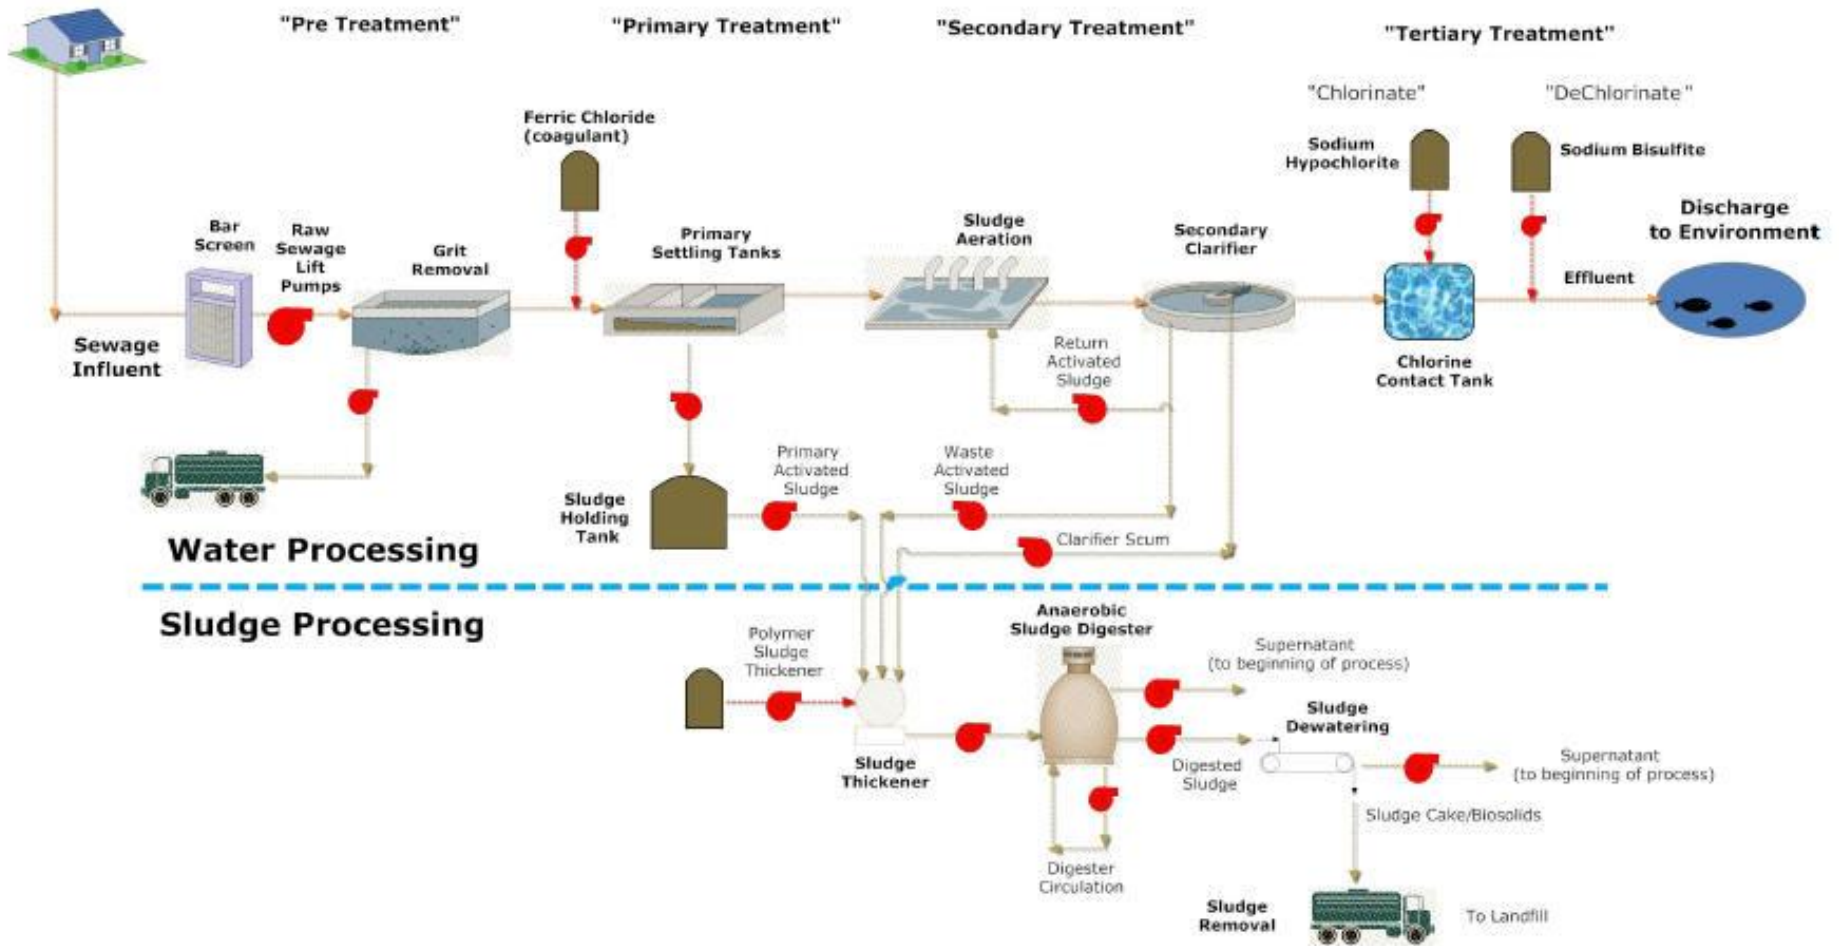 "Pre Treatment"
"Primary Treatment"
"Secondary Treatment"
"Tertiary Treatment"
"Chlorinate"
"DeChlorinate"
Ferric Chloride
(coagulant)
Sodium
Hypochlorite
Sodium Bisulfite
Bar
Screen
Raw
Sewage
Lift
Pumps
Grit
Removal
Primary
Settling Tanks
Sludge
Aeration
Secondary
Clarifier
Discharge
to Environment
Effluent
Sewage
Influent
Return
Activated
Sludge
Chlorine
Contact Tank
Sludge
Holding
Tank
Primary
Activated
Sludge
Waste
Activated
Sludge
Clarifier Scum
Water Processing
Sludge Processing
Polymer
Sludge
Thickener
Anaerobic
Sludge Digester
Supernatant
(to beginning of process)
Sludge
Dewatering
Sludge
Thickener
Digested
Sludge
Supernatant
(to beginning of process)
Sludge Cake/Biosolids
Digester
Circulation
Sludge
Removal
To Landfill